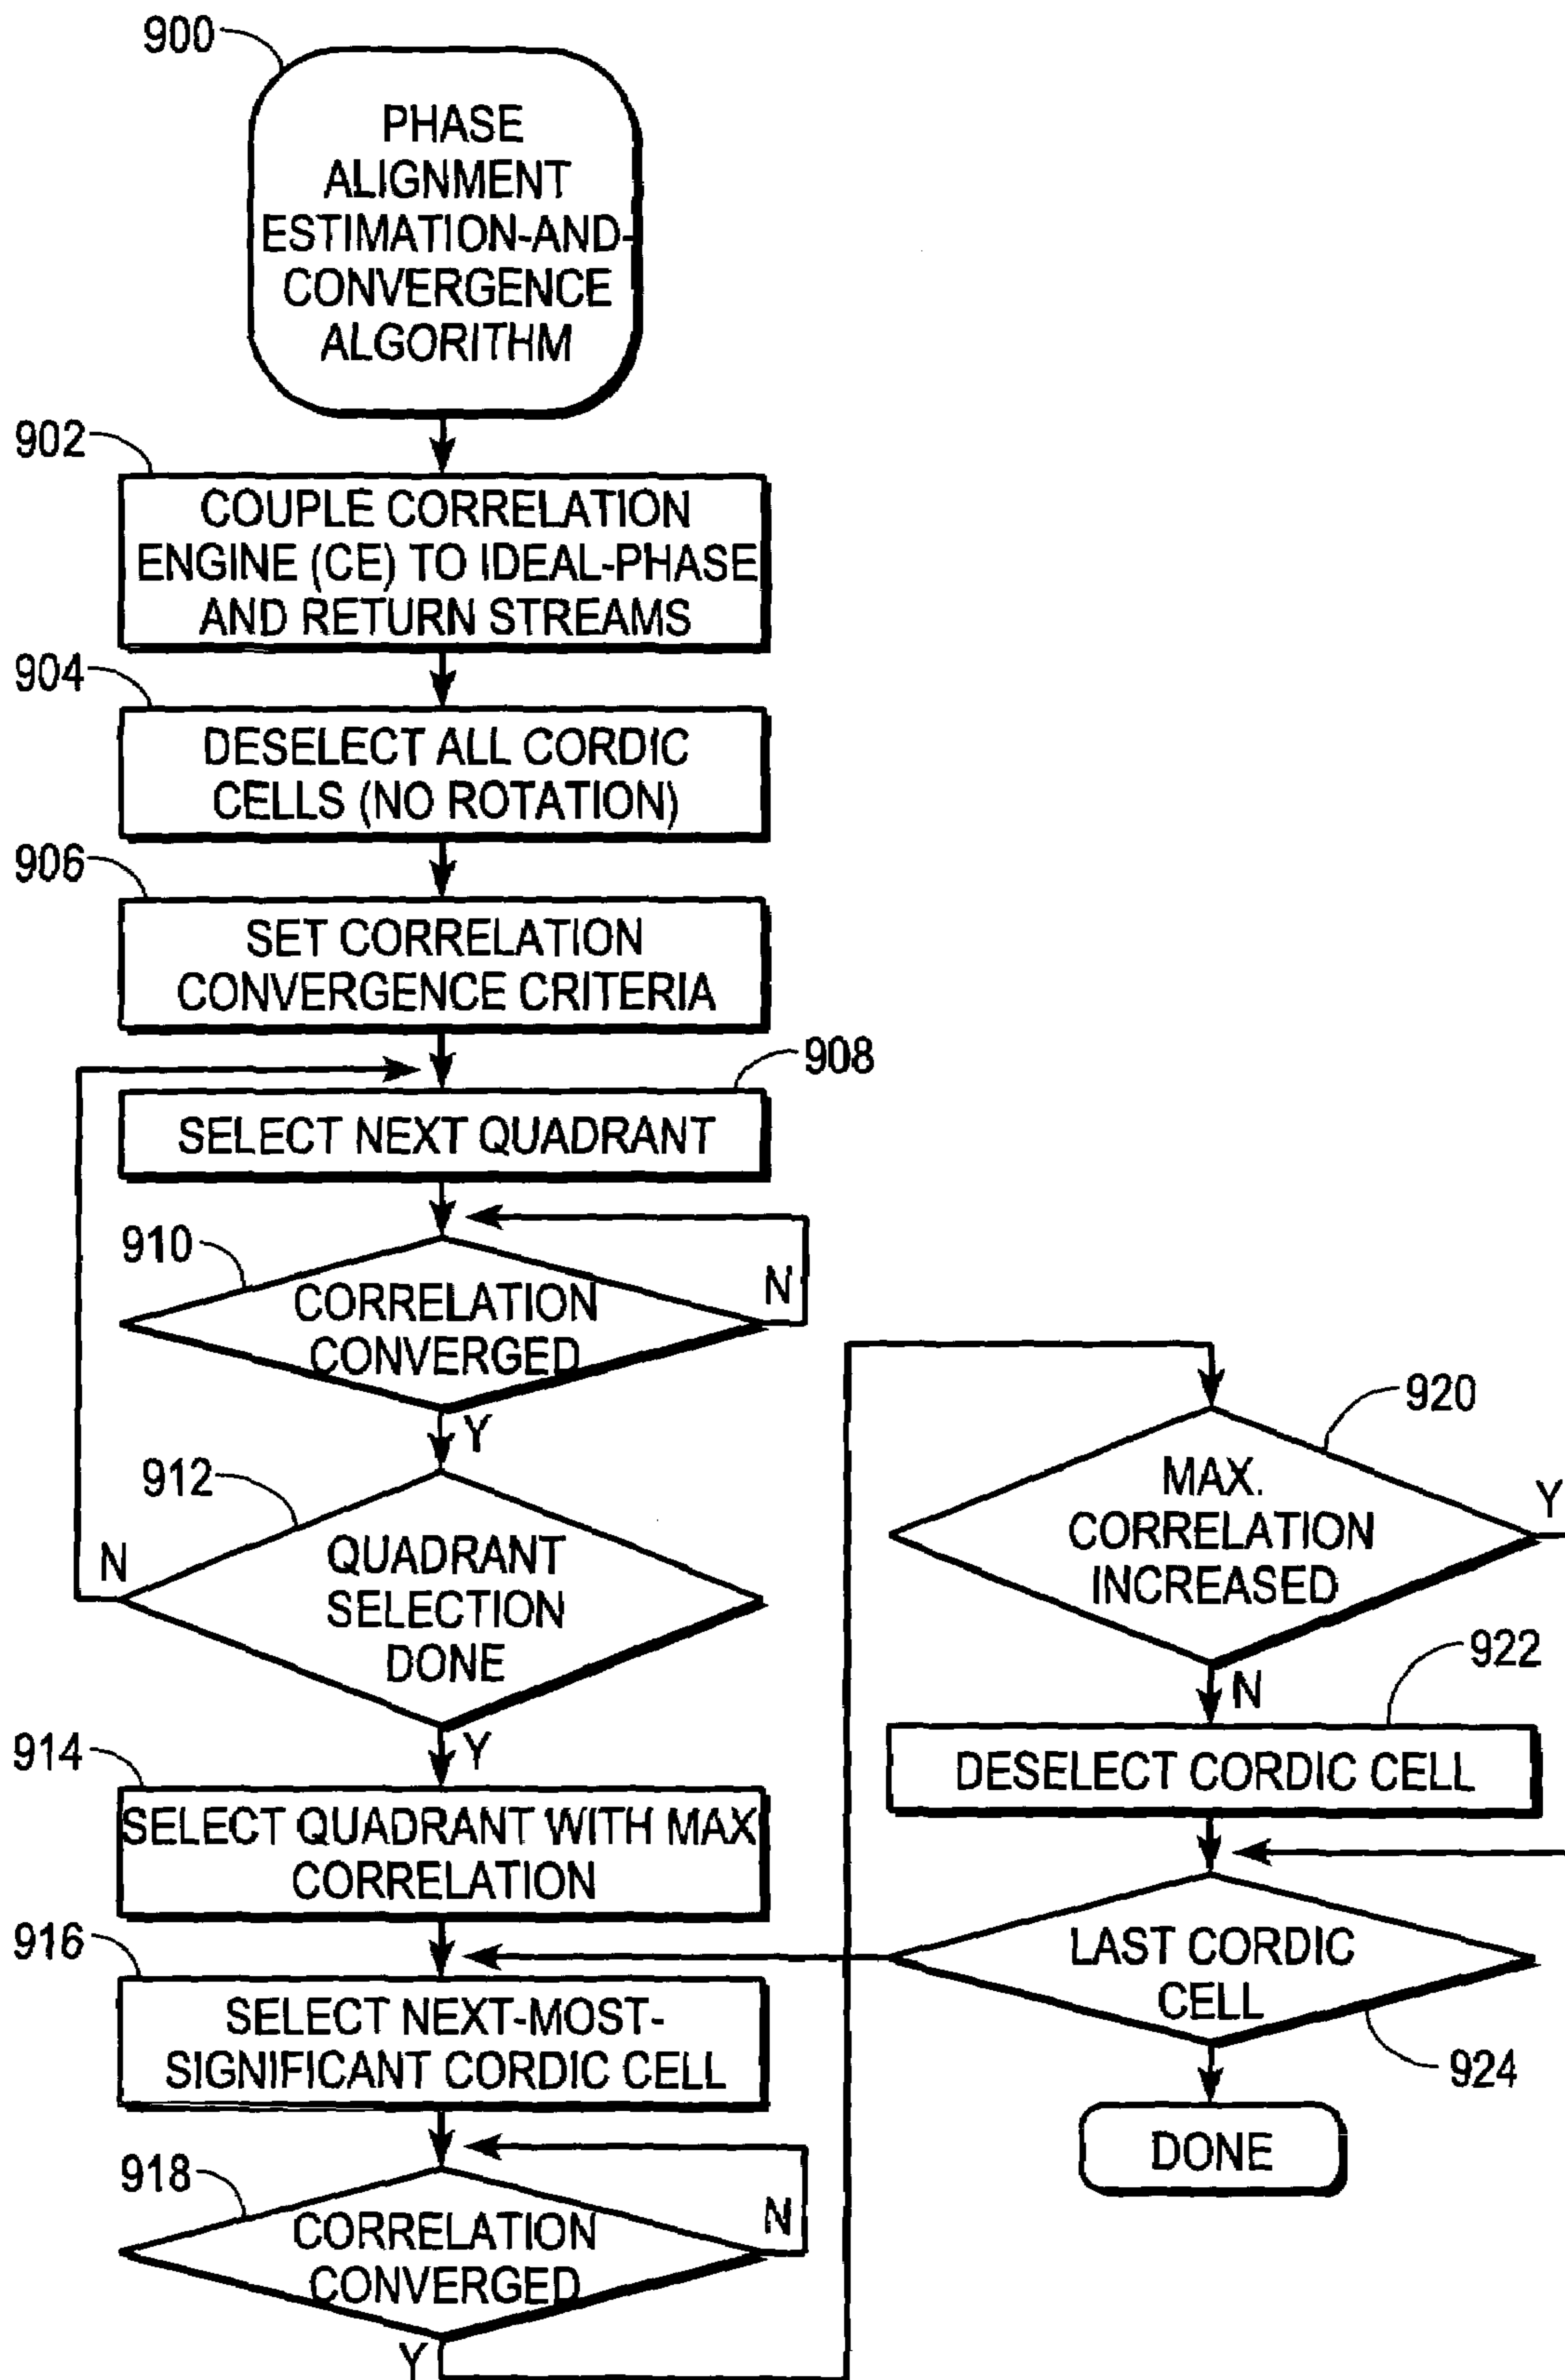 900
PHASE
ALIGNMENT
ESTIMATION-AND-
CONVERGENCE
ALGORITHM
902
COUPLE CORRELATION
ENGINE (CE) TO IDEAL-PHASE
AND RETURN STREAMS
904
DESELECT ALL CORDIC
CELLS (NO ROTATION)
906
SET CORRELATION
CONVERGENCE CRITERIA
908
SELECT NEXT QUADRANT
910
CORRELATION
CONVERGED
N
Y
912
QUADRANT
SELECTION
DONE
N
Y
914
SELECT QUADRANT WITH MAX
CORRELATION
916
SELECT NEXT-MOST-
SIGNIFICANT CORDIC CELL
918
CORRELATION
CONVERGED
N
Y
920
MAX.
CORRELATION
INCREASED
Y
N
922
DESELECT CORDIC CELL
LAST CORDIC
CELL
924
DONE